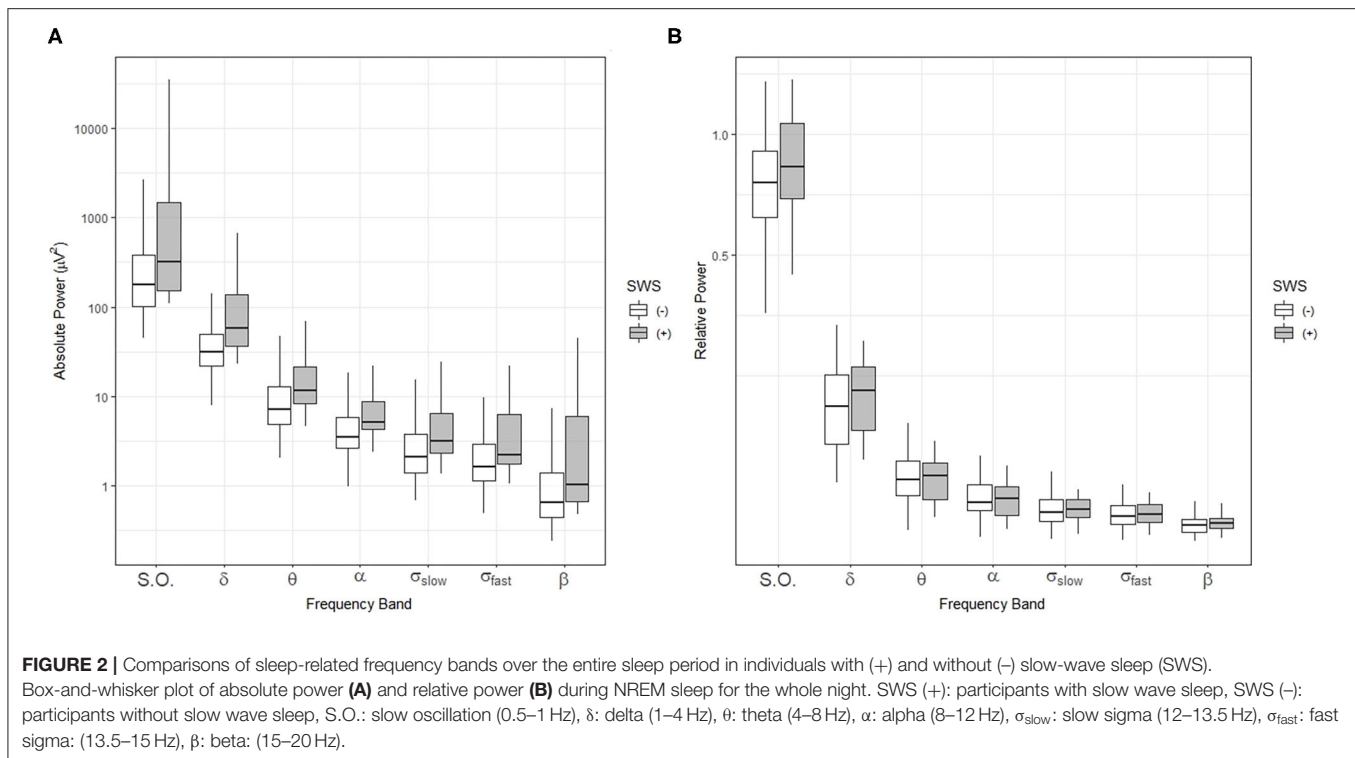 A
B
10000
1000
100
10
1
Absolute Power (μV²)
S.O. δ θ α σslow σfast β
Frequency Band
SWS
(-)
(+)
1.0
0.5
Relative Power
S.O. δ θ α σslow σfast β
Frequency Band
SWS
(-)
(+)
FIGURE 2 | Comparisons of sleep-related frequency bands over the entire sleep period in individuals with (+) and without (–) slow-wave sleep (SWS).
Box-and-whisker plot of absolute power (A) and relative power (B) during NREM sleep for the whole night. SWS (+): participants with slow wave sleep, SWS (–):
participants without slow wave sleep, S.O.: slow oscillation (0.5–1 Hz), δ: delta (1–4 Hz), θ: theta (4–8 Hz), α: alpha (8–12 Hz), σslow: slow sigma (12–13.5 Hz), σfast: fast
sigma: (13.5–15 Hz), β: beta: (15–20 Hz).